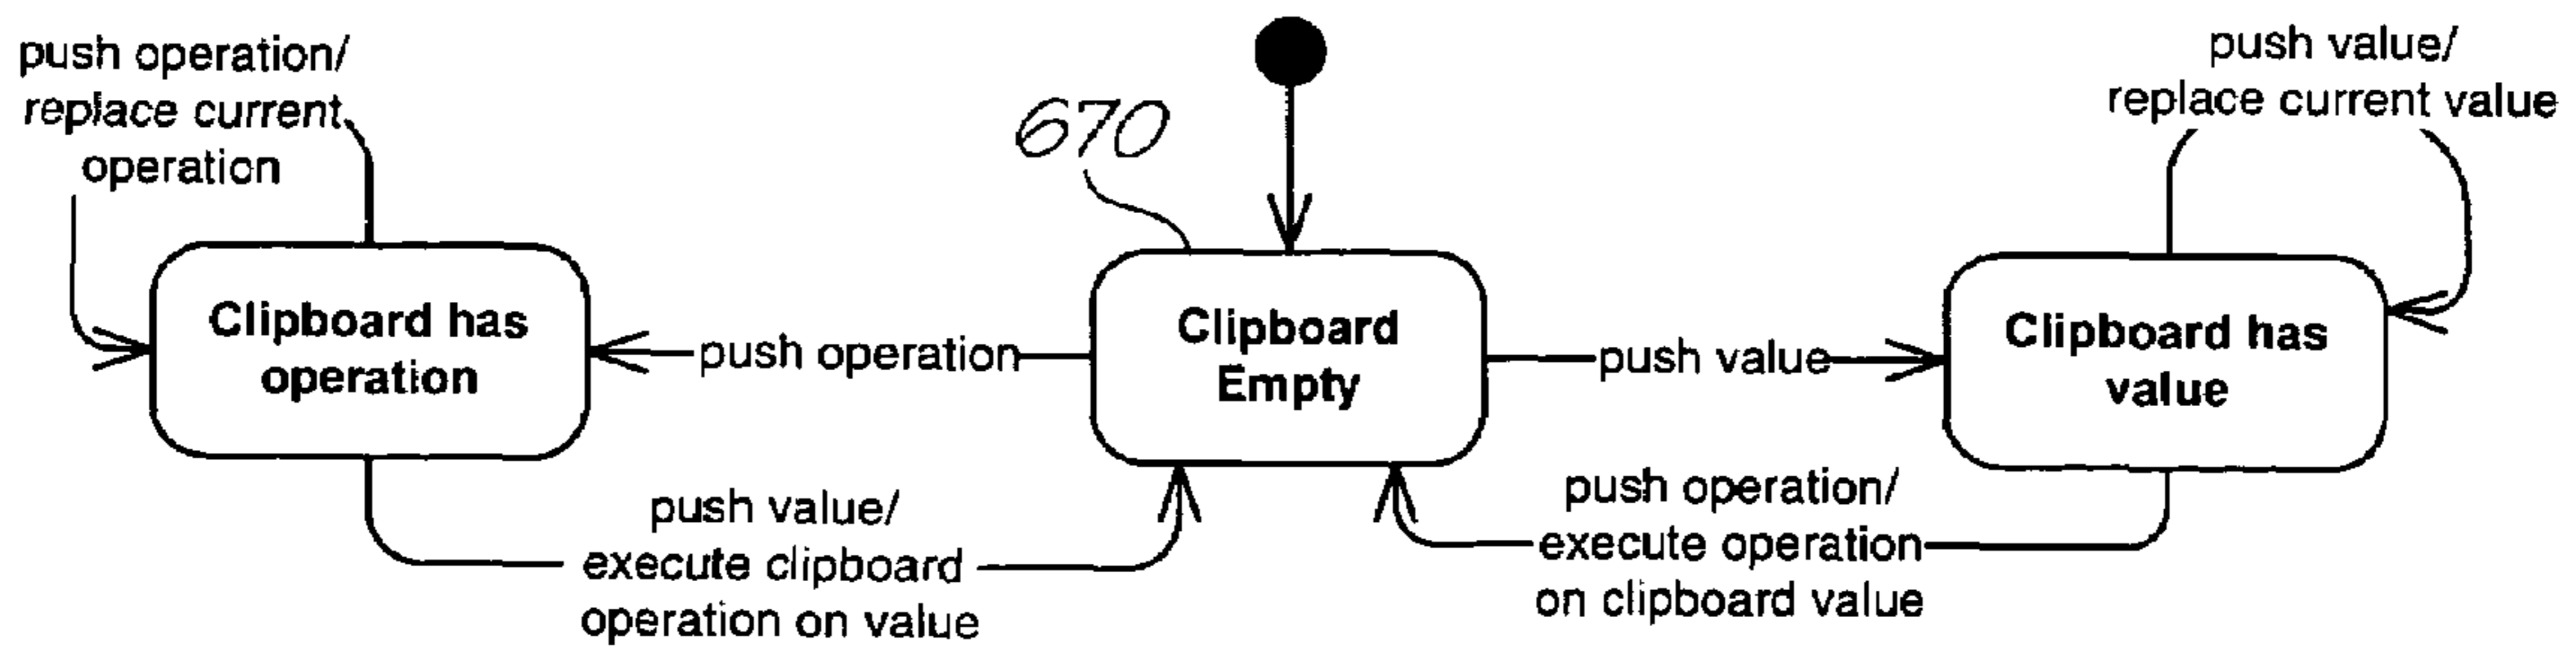 push operation/
replace current
operation
670
push value/
replace current value
Clipboard has
operation
push operation
Clipboard
Empty
push value
Clipboard has
value
push value/
execute clipboard
operation on value
push operation/
execute operation
on clipboard value